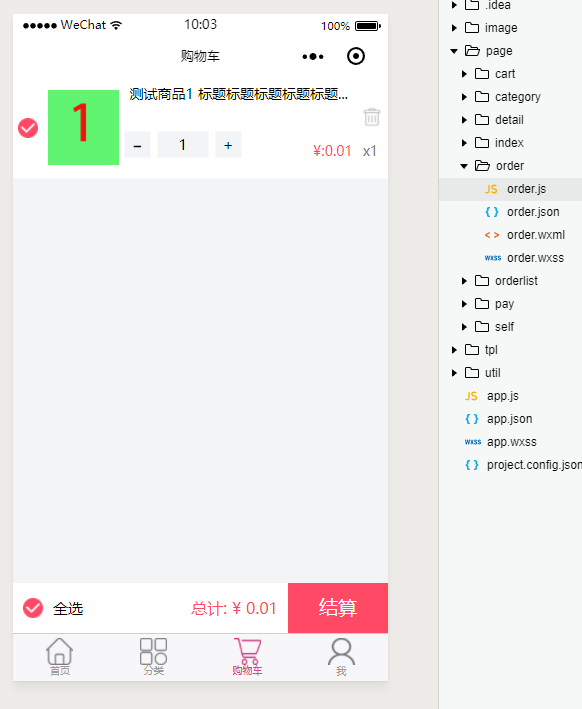 WeChat 10:03 100%
购物车
测试商品1 标题标题标题标题标题...
1
- 1 +
¥:0.01 x1
全选 总计: ¥ 0.01 结算
首页 分类 购物车 我
.idea
image
page
cart
category
detail
index
order
JS order.js
{ } order.json
< > order.wxml
wxss order.wxss
orderlist
pay
self
tpl
util
JS app.js
{ } app.json
wxss app.wxss
{ } project.config.json